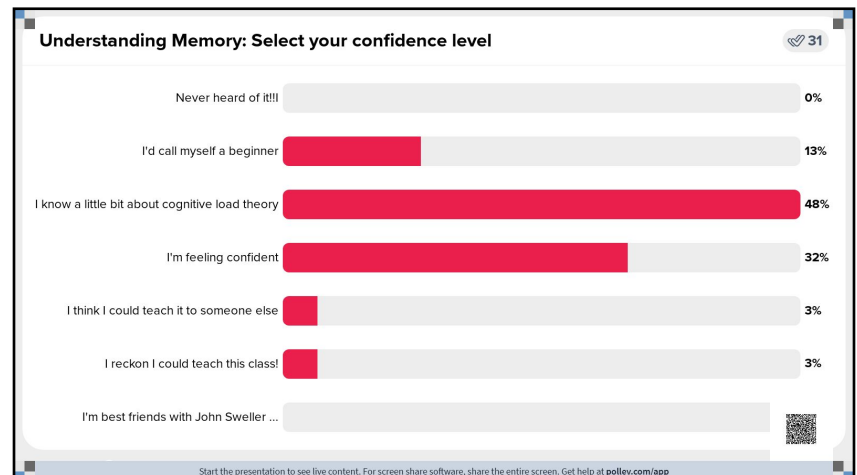 Understanding Memory: Select your confidence level
31
Never heard of it!!l 0%
I'd call myself a beginner 13%
I know a little bit about cognitive load theory 48%
I'm feeling confident 32%
I think I could teach it to someone else 3%
I reckon I could teach this class! 3%
I'm best friends with John Sweller ...
Start the presentation to see live content. For screen share software, share the entire screen. Get help at pollev.com/app